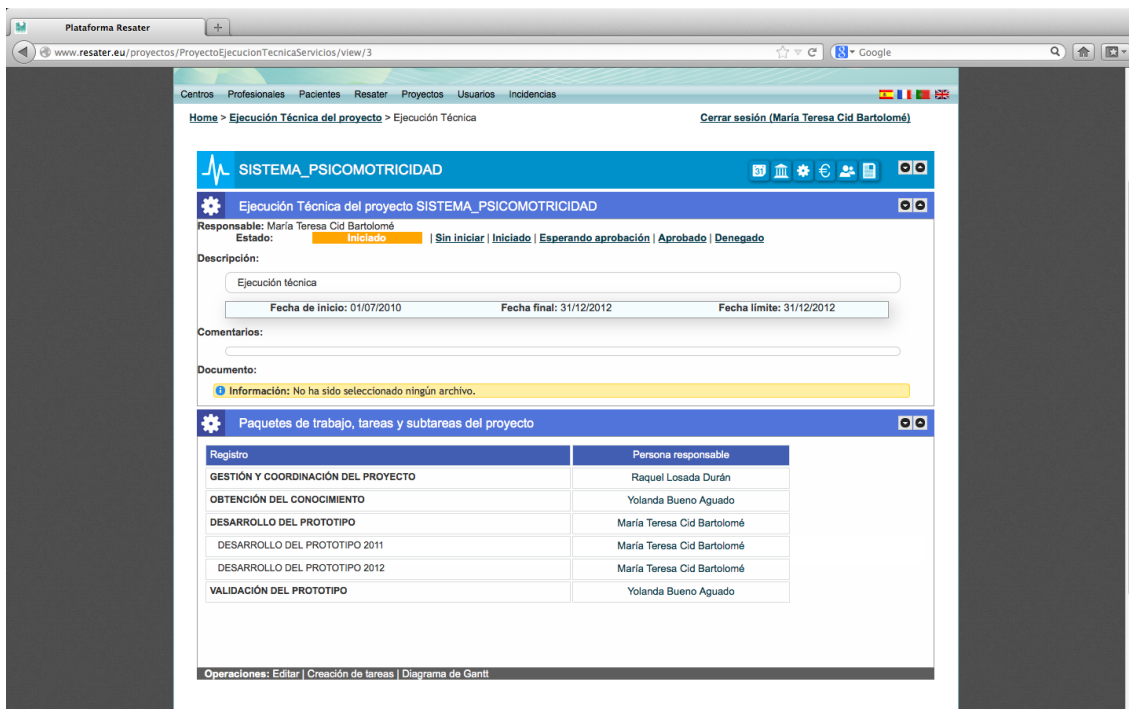 Plataforma Resater
www.resater.eu/proyectos/ProyectoEjecucionTecnicaServicios/view/3
Google
Centros Profesionales Pacientes Resater Proyectos Usuarios Incidencias
Home > Ejecución Técnica del proyecto > Ejecución Técnica Cerrar sesión (María Teresa Cid Bartolomé)
SISTEMA_PSICOMOTRICIDAD
Ejecución Técnica del proyecto SISTEMA_PSICOMOTRICIDAD
Responsable: María Teresa Cid Bartolomé
Estado: Iniciado | Sin iniciar | Iniciado | Esperando aprobación | Aprobado | Denegado
Descripción:
Ejecución técnica
Fecha de inicio: 01/07/2010 Fecha final: 31/12/2012 Fecha límite: 31/12/2012
Comentarios:
Documento:
Información: No ha sido seleccionado ningún archivo.
Paquetes de trabajo, tareas y subtareas del proyecto
Registro Persona responsable
GESTIÓN Y COORDINACIÓN DEL PROYECTO Raquel Losada Durán
OBTENCIÓN DEL CONOCIMIENTO Yolanda Bueno Aguado
DESARROLLO DEL PROTOTIPO María Teresa Cid Bartolomé
DESARROLLO DEL PROTOTIPO 2011 María Teresa Cid Bartolomé
DESARROLLO DEL PROTOTIPO 2012 María Teresa Cid Bartolomé
VALIDACIÓN DEL PROTOTIPO Yolanda Bueno Aguado
Operaciones: Editar | Creación de tareas | Diagrama de Gantt